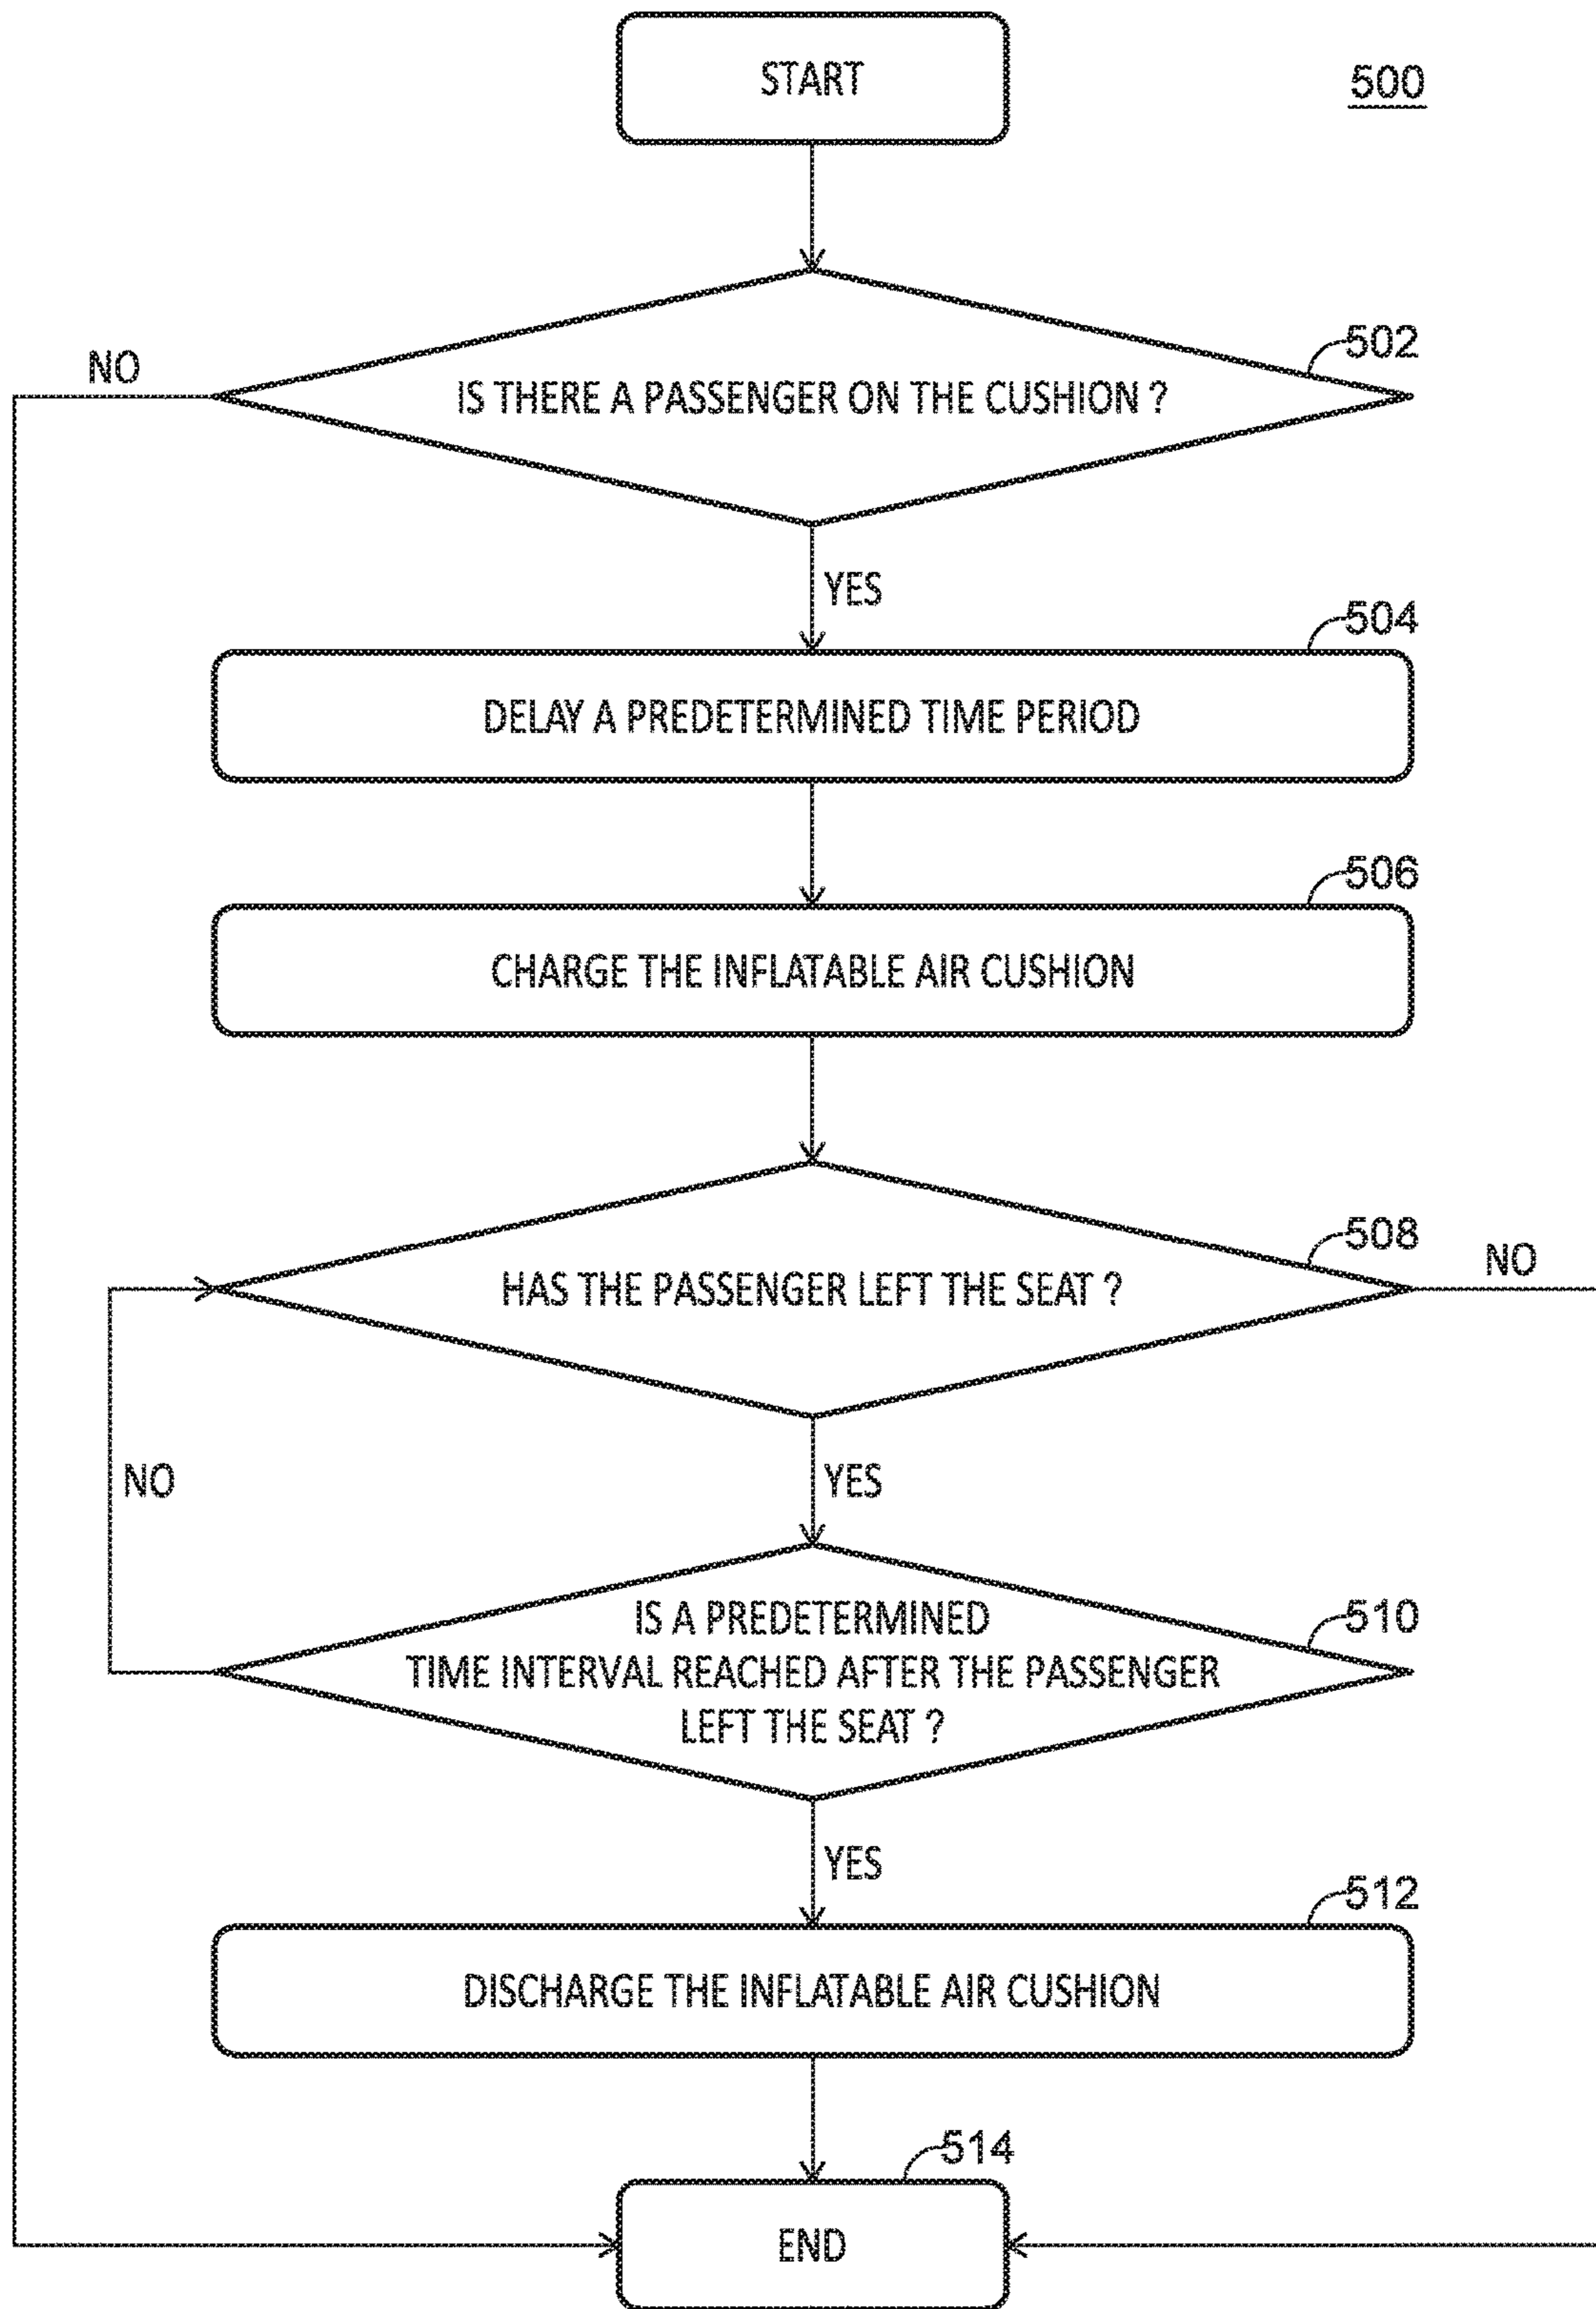 START
500
502
NO
IS THERE A PASSENGER ON THE CUSHION ?
YES
504
DELAY A PREDETERMINED TIME PERIOD
506
CHARGE THE INFLATABLE AIR CUSHION
508
NO
HAS THE PASSENGER LEFT THE SEAT ?
NO
YES
IS A PREDETERMINED
510
TIME INTERVAL REACHED AFTER THE PASSENGER
LEFT THE SEAT ?
YES
512
DISCHARGE THE INFLATABLE AIR CUSHION
514
END